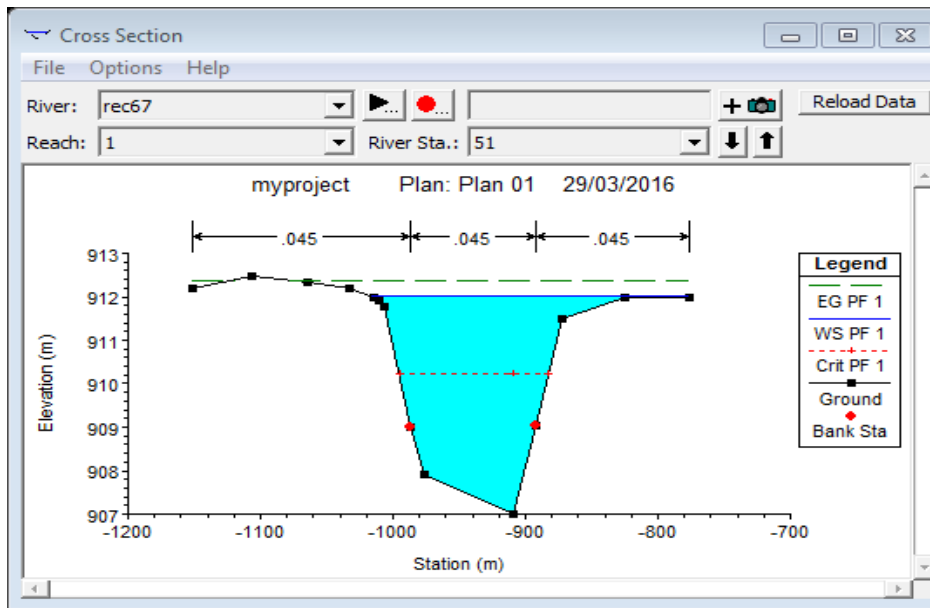 Cross Section
File Options Help
River: rec67 ... ... Reload Data
Reach: 1 River Sta.: 51
myproject Plan: Plan 01 29/03/2016
.045 .045 .045
913
912
911
910
909
908
907
Elevation (m)
-1200 -1100 -1000 -900 -800 -700
Station (m)
Legend
EG PF 1
WS PF 1
Crit PF 1
Ground
Bank Sta